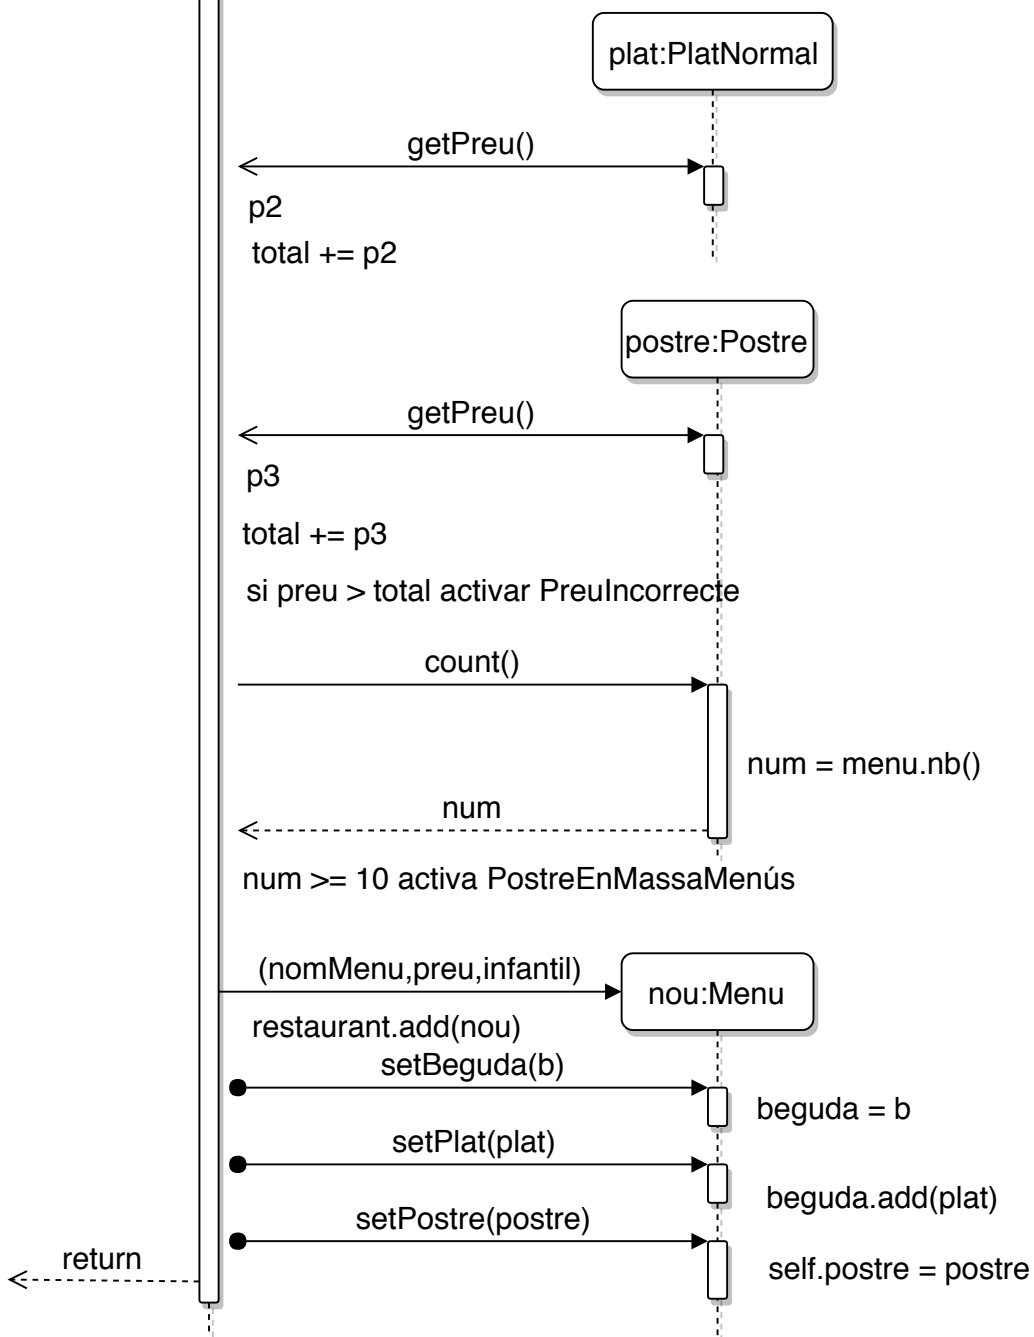 plat:PlatNormal
getPreu()
p2
total += p2
postre:Postre
getPreu()
p3
total += p3
si preu > total activar PreuIncorrecte
count()
num = menu.nb()
num
num >= 10 activa PostreEnMassaMenús
(nomMenu,preu,infantil)
nou:Menu
restaurant.add(nou)
setBeguda(b)
beguda = b
setPlat(plat)
beguda.add(plat)
setPostre(postre)
return
self.postre = postre